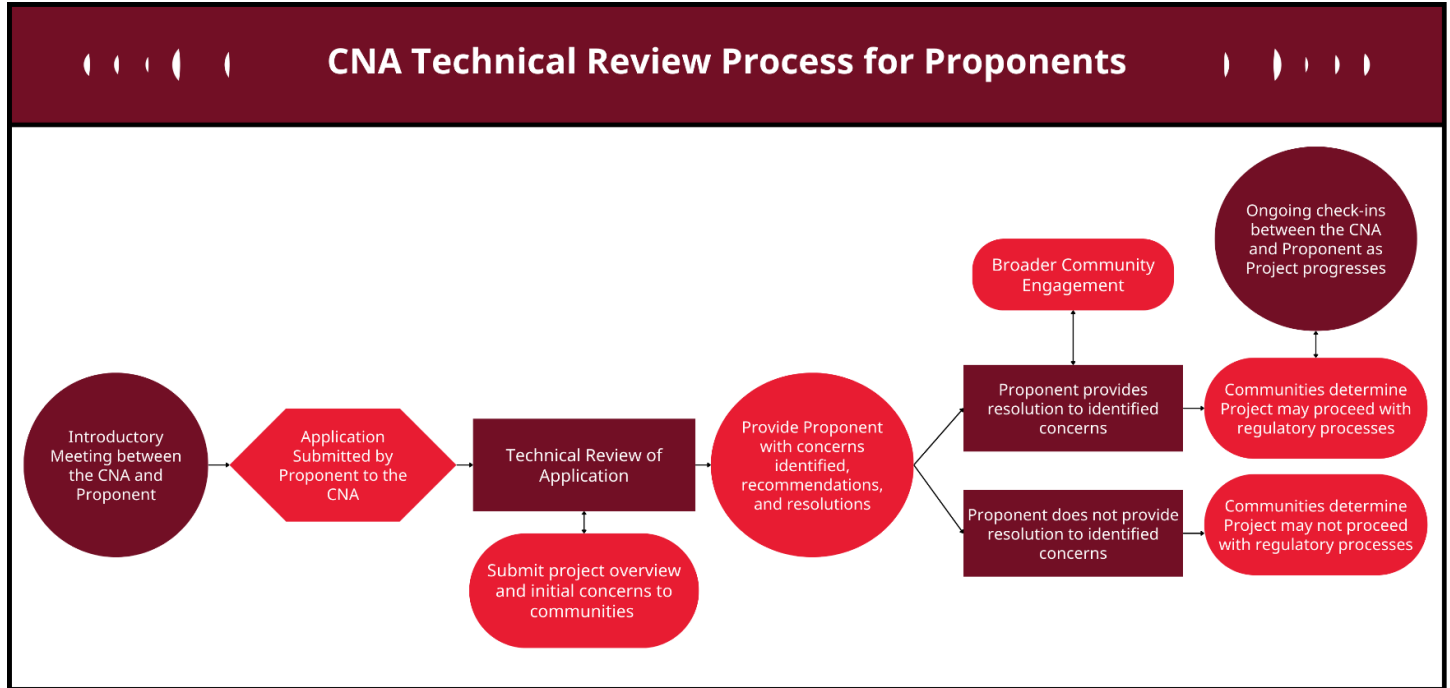 CNA Technical Review Process for Proponents
Introductory
Meeting between
the CNA and
Proponent
Application
Submitted by
Proponent to the
CNA
Technical Review of
Application
Submit project overview
and initial concerns to
communities
Provide Proponent
with concerns
identified,
recommendations,
and resolutions
Broader Community
Engagement
Proponent provides
resolution to identified
concerns
Proponent does not provide
resolution to identified
concerns
Ongoing check-ins
between the CNA
and Proponent as
Project progresses
Communities determine
Project may proceed with
regulatory processes
Communities determine
Project may not proceed
with regulatory processes